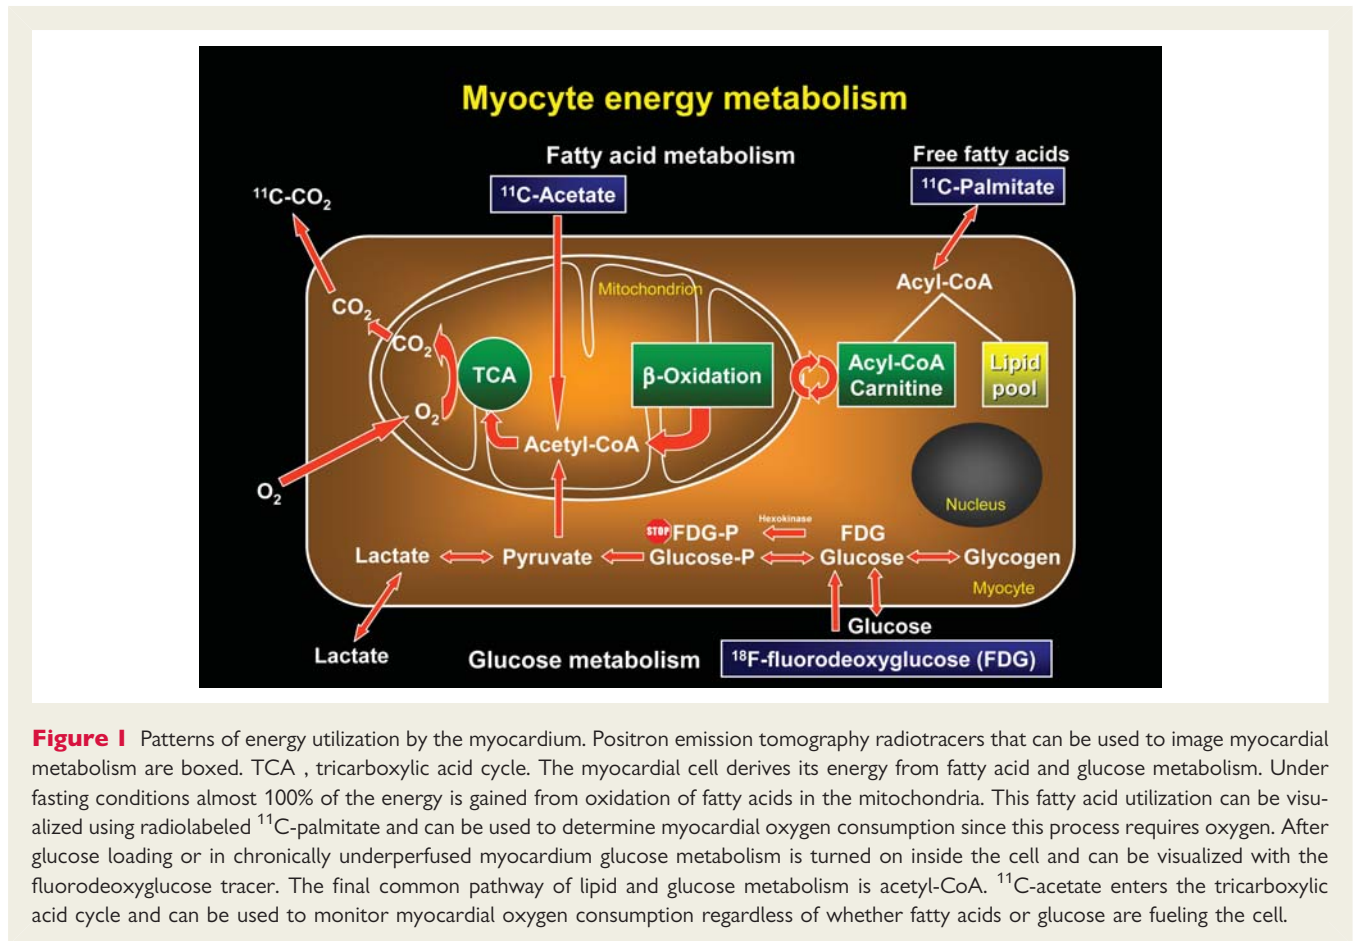 Myocyte energy metabolism
Fatty acid metabolism
Free fatty acids
¹¹C-Acetate
¹¹C-Palmitate
¹¹C-CO₂
Acyl-CoA
Mitochondrion
CO₂
CO₂
TCA
β-Oxidation
Acyl-CoA
Carnitine
Lipid
pool
O₂
Acetyl-CoA
O₂
Nucleus
Hexokinase
STOP FDG-P
FDG
Lactate
Pyruvate
Glucose-P
Glucose
Glycogen
Myocyte
Glucose
Lactate
Glucose metabolism
¹⁸F-fluorodeoxyglucose (FDG)
Figure 1 Patterns of energy utilization by the myocardium. Positron emission tomography radiotracers that can be used to image myocardial
metabolism are boxed. TCA , tricarboxylic acid cycle. The myocardial cell derives its energy from fatty acid and glucose metabolism. Under
fasting conditions almost 100% of the energy is gained from oxidation of fatty acids in the mitochondria. This fatty acid utilization can be visu-
alized using radiolabeled ¹¹C-palmitate and can be used to determine myocardial oxygen consumption since this process requires oxygen. After
glucose loading or in chronically underperfused myocardium glucose metabolism is turned on inside the cell and can be visualized with the
fluorodeoxyglucose tracer. The final common pathway of lipid and glucose metabolism is acetyl-CoA. ¹¹C-acetate enters the tricarboxylic
acid cycle and can be used to monitor myocardial oxygen consumption regardless of whether fatty acids or glucose are fueling the cell.